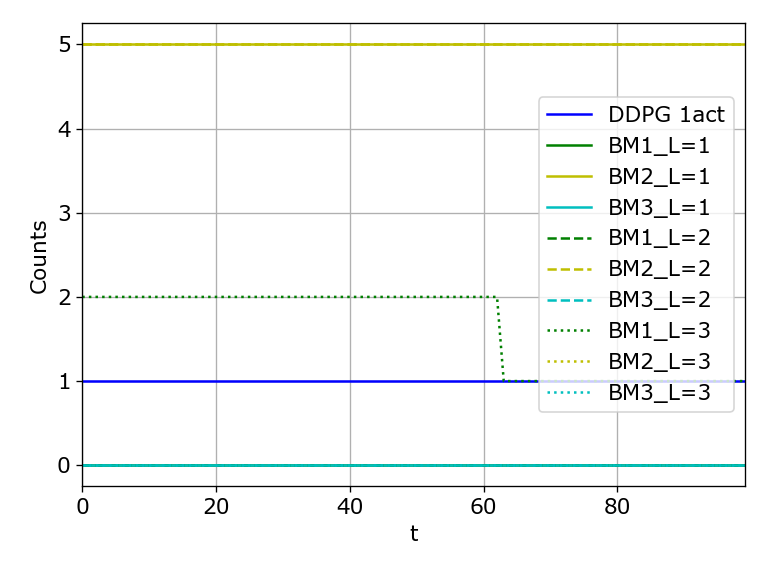 5
4
3
2
1
0
Counts
0 20 40 60 80
t
DDPG 1act
BM1_L=1
BM2_L=1
BM3_L=1
BM1_L=2
BM2_L=2
BM3_L=2
BM1_L=3
BM2_L=3
BM3_L=3